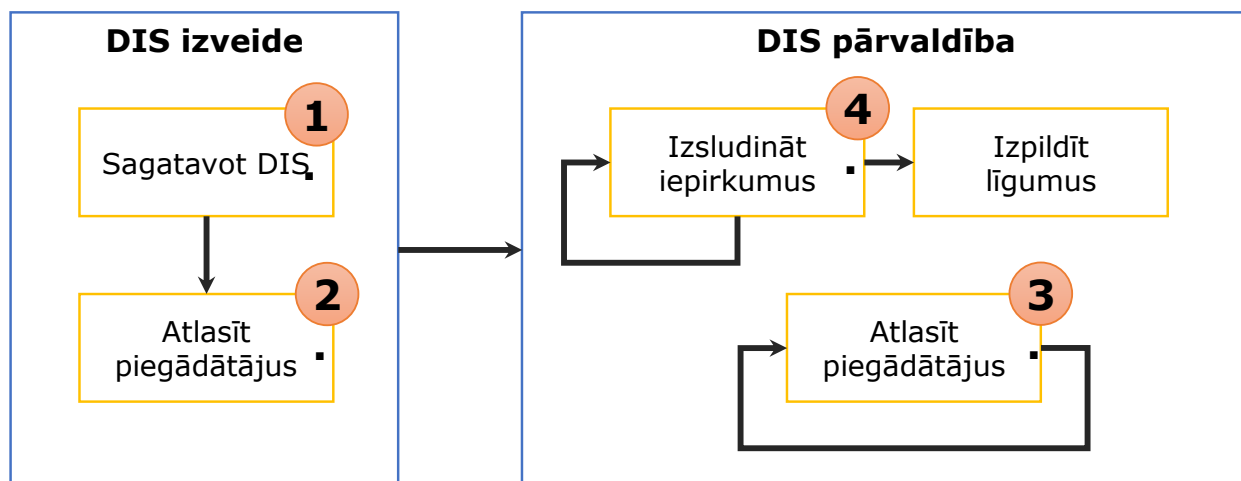 DIS izveide
1
Sagatavot DIS.
2
Atlasīt
piegādātājus .
DIS pārvaldība
4
Izsludināt
iepirkumus .
Izpildīt
līgumus
3
Atlasīt
piegādātājus .